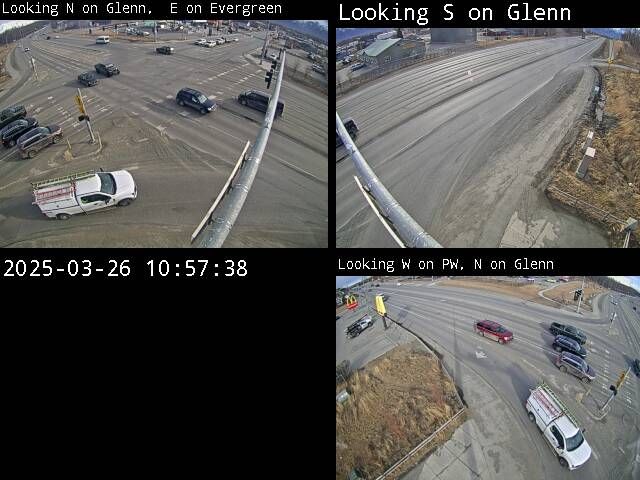 Looking N on Glenn,  E on Evergreen
Looking S on Glenn
2025-03-26 10:57:38
Looking W on PW, N on Glenn